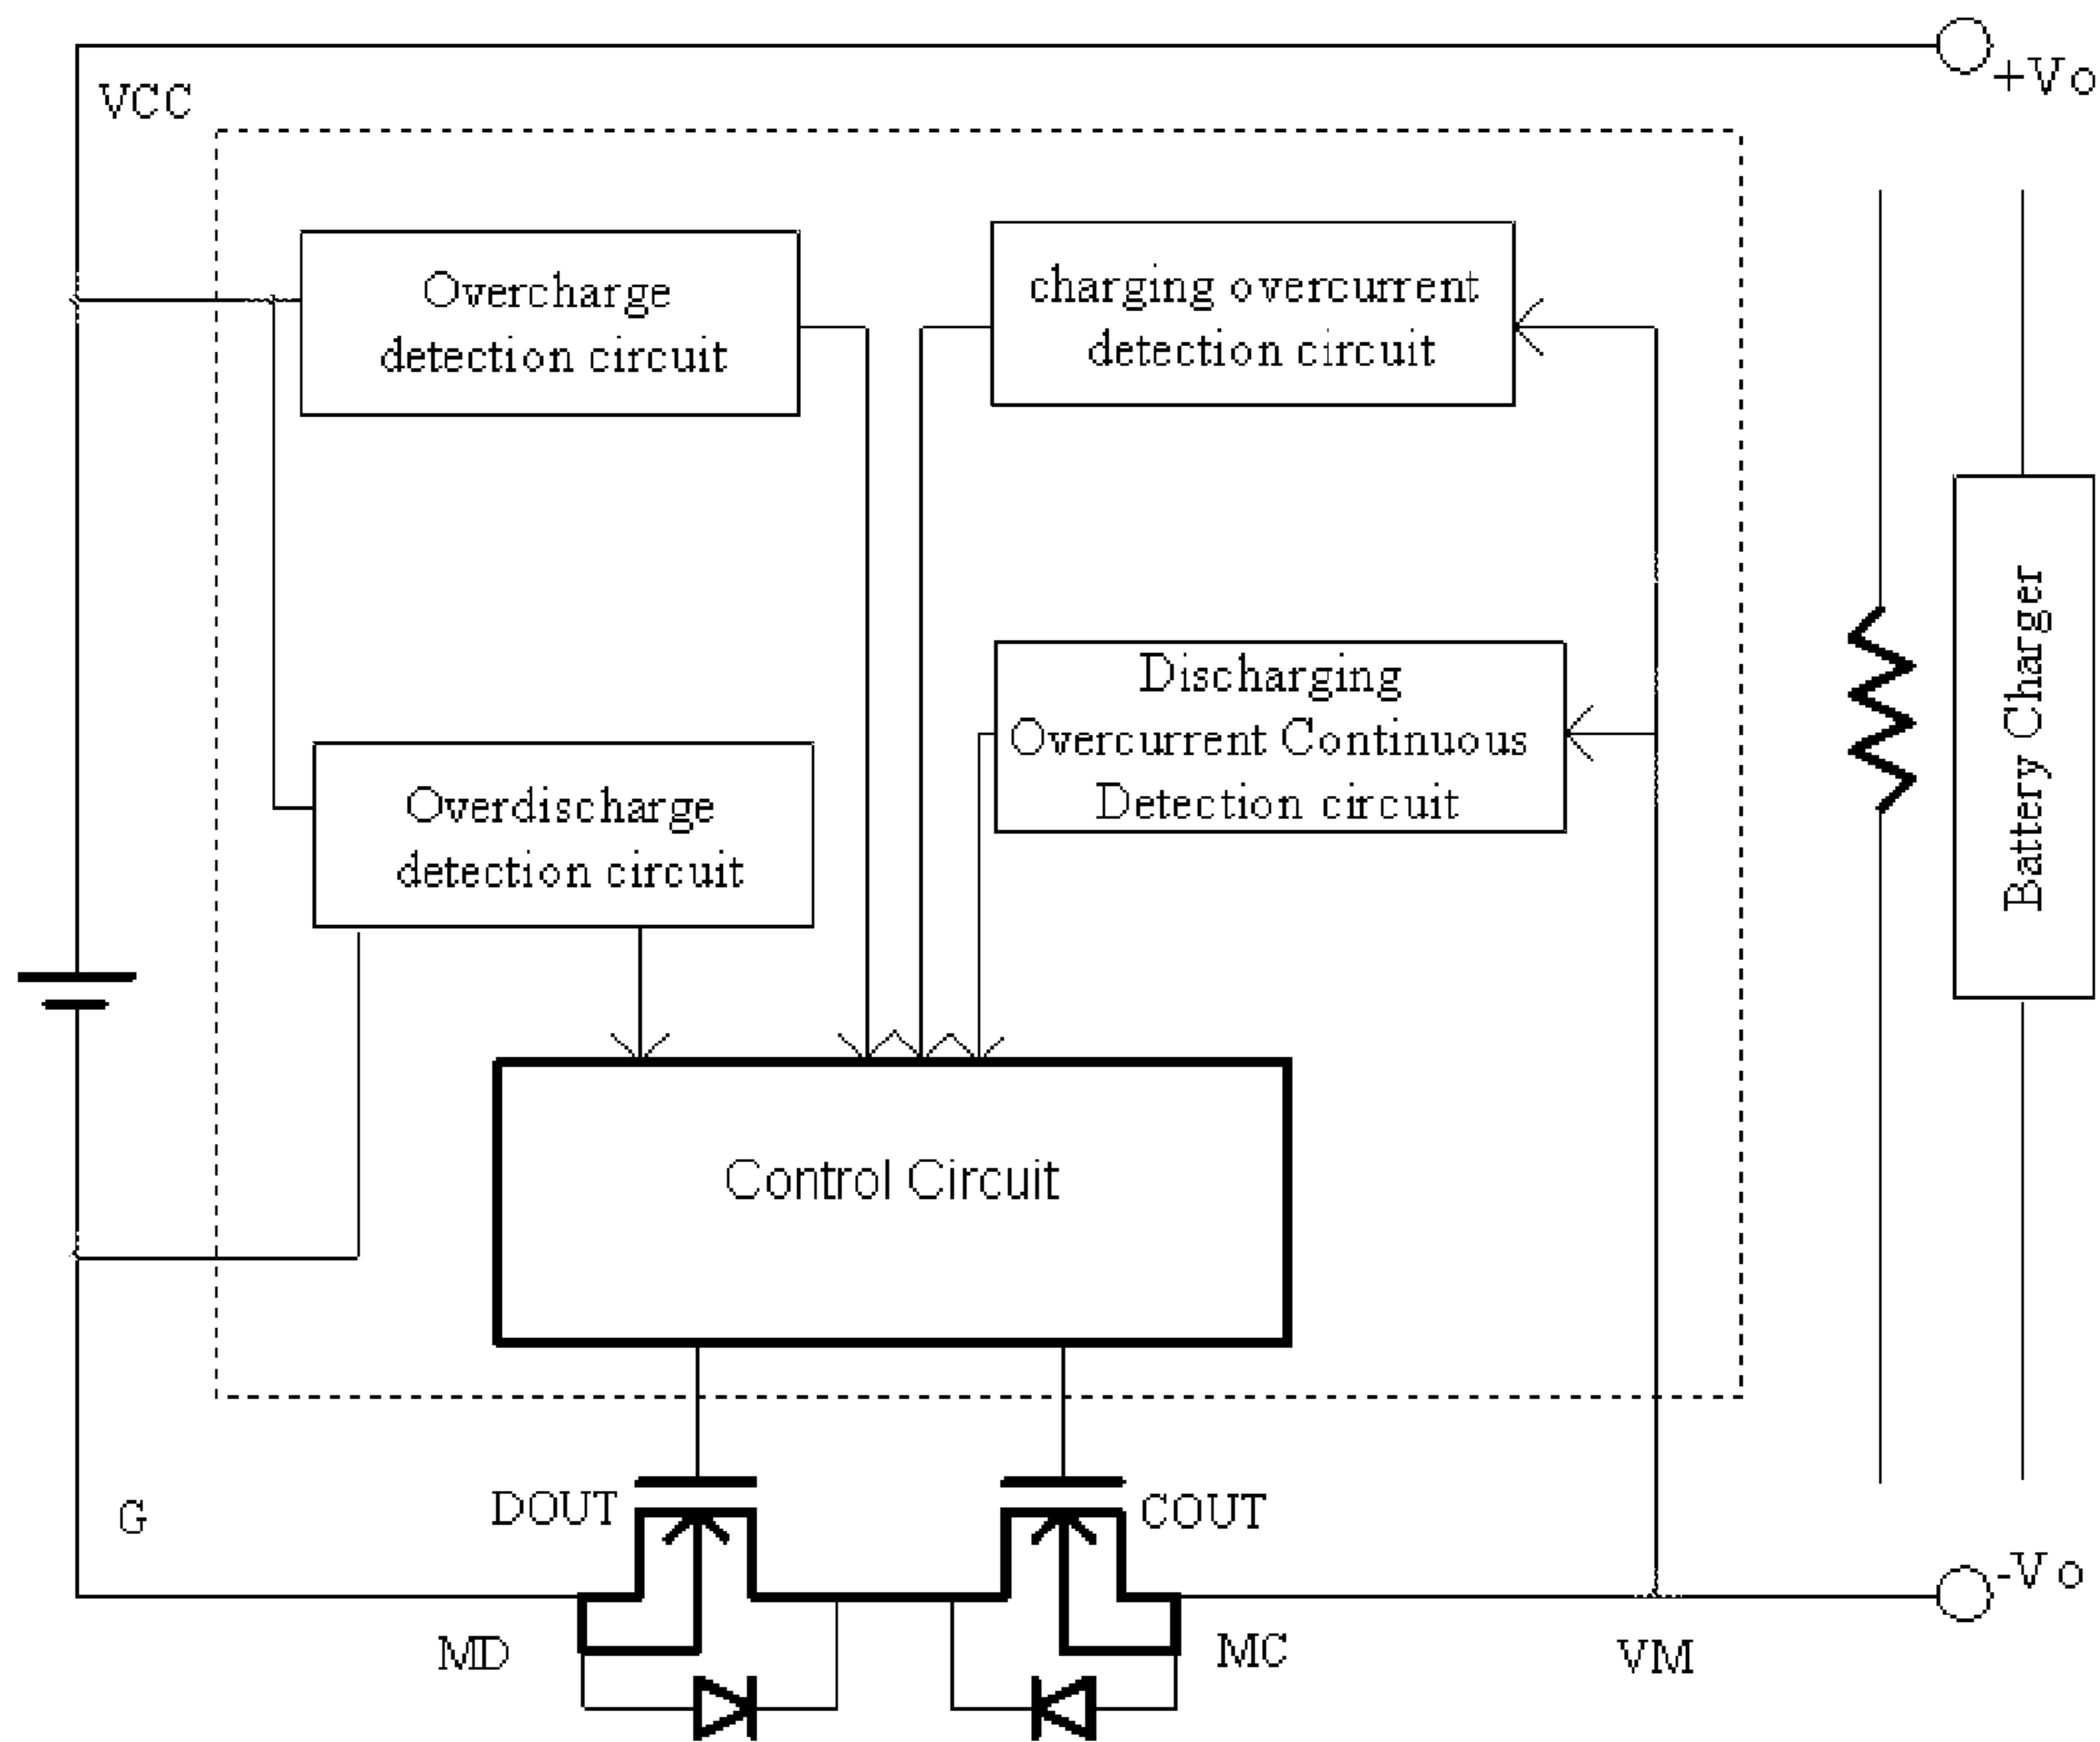 +Vo
VCC
Overcharge
detection circuit
charging overcurrent
detection circuit
Discharging
Overcurrent Continuous
Detection circuit
Overdischarge
detection circuit
Battery Charger
Control Circuit
G
DOUT
COUT
-Vo
MD
MC
VM